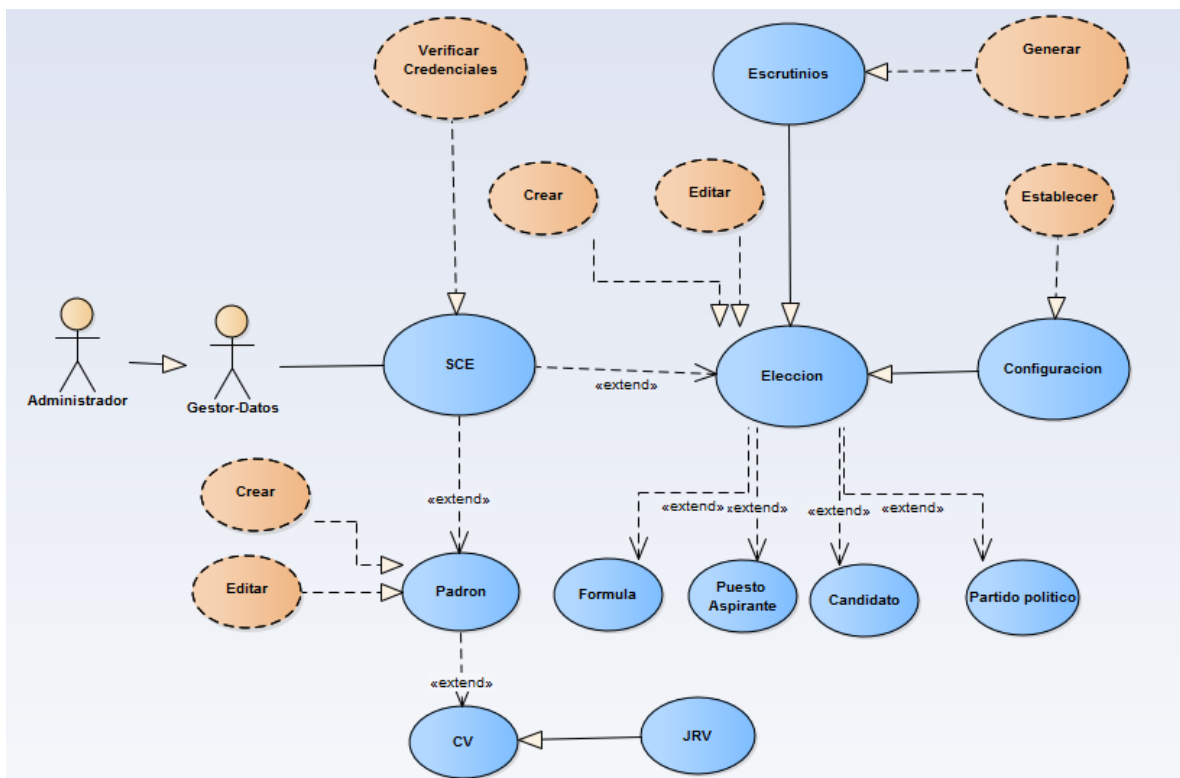 Verificar
Credenciales
Escrutinios
Generar
Crear
Editar
Establecer
SCE
«extend»
Eleccion
Configuracion
Administrador
Gestor-Datos
Crear
«extend»
«extend»
«extend»
«extend»
«extend»
Editar
Padron
Formula
Puesto
Aspirante
Candidato
Partido politico
«extend»
CV
JRV